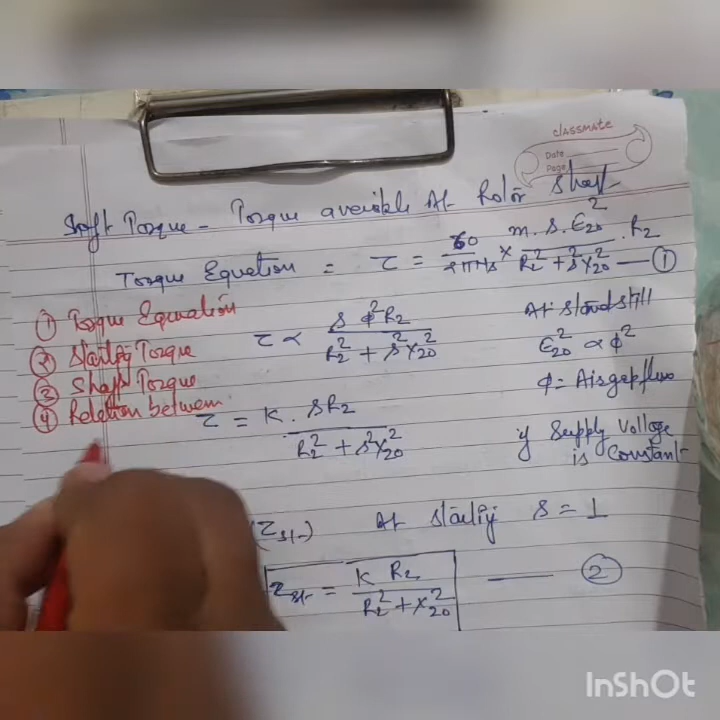 classmate
Date
Page
Shaft Torque - Torque available At Rotor Shaft
Torque Equation = τ = 60/2πNs × m.S.E20².R2/R2²+S²X20² — ①
① Torque Equation
② Starting Torque
③ Shaft Torque
④ Relation between
τ ∝ S φ² R2/R2² + S²X20²
At standstill
E20² ∝ φ²
φ = Airgap flux
τ = K . SR2/R2² + S²X20²
if Supply Voltage
is Constant
(τst) At starting S = 1
τst = K R2/R2² + X20² — ②
InShOt